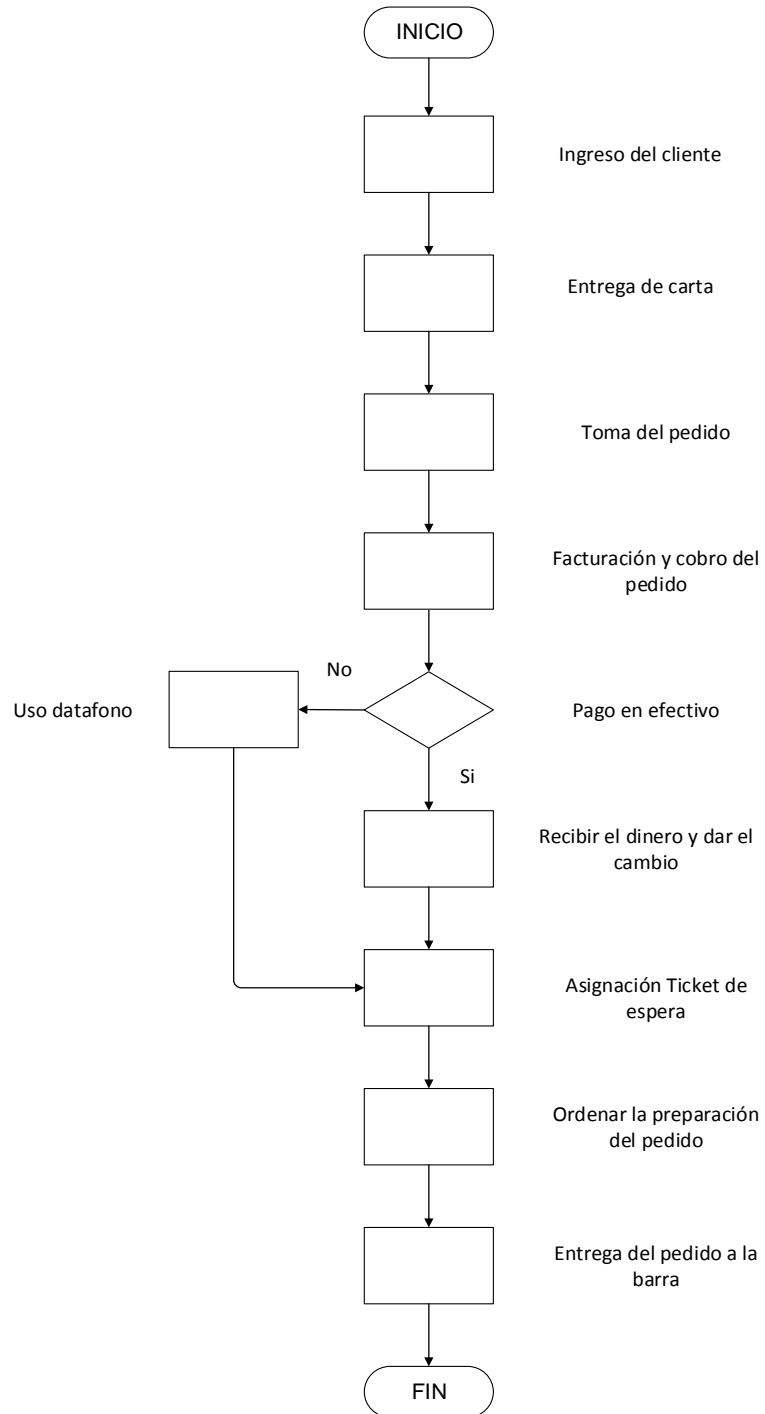 INICIO
Ingreso del cliente
Entrega de carta
Toma del pedido
Facturación y cobro del
pedido
No
Uso datafono
Pago en efectivo
Si
Recibir el dinero y dar el
cambio
Asignación Ticket de
espera
Ordenar la preparación
del pedido
Entrega del pedido a la
barra
FIN